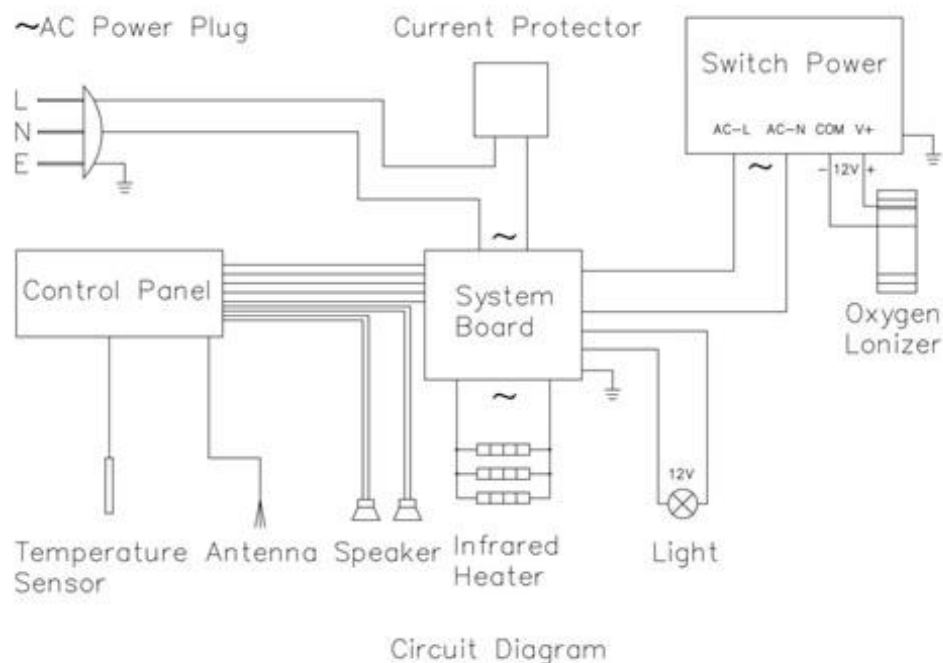 ~AC Power Plug
Current Protector
Switch Power
L
N
E
AC-L AC-N COM V+
~
- 12V +
~
Control Panel
System
Board
Oxygen
Lonizer
~
12V
Temperature
Sensor
Antenna
Speaker
Infrared
Heater
Light
Circuit Diagram